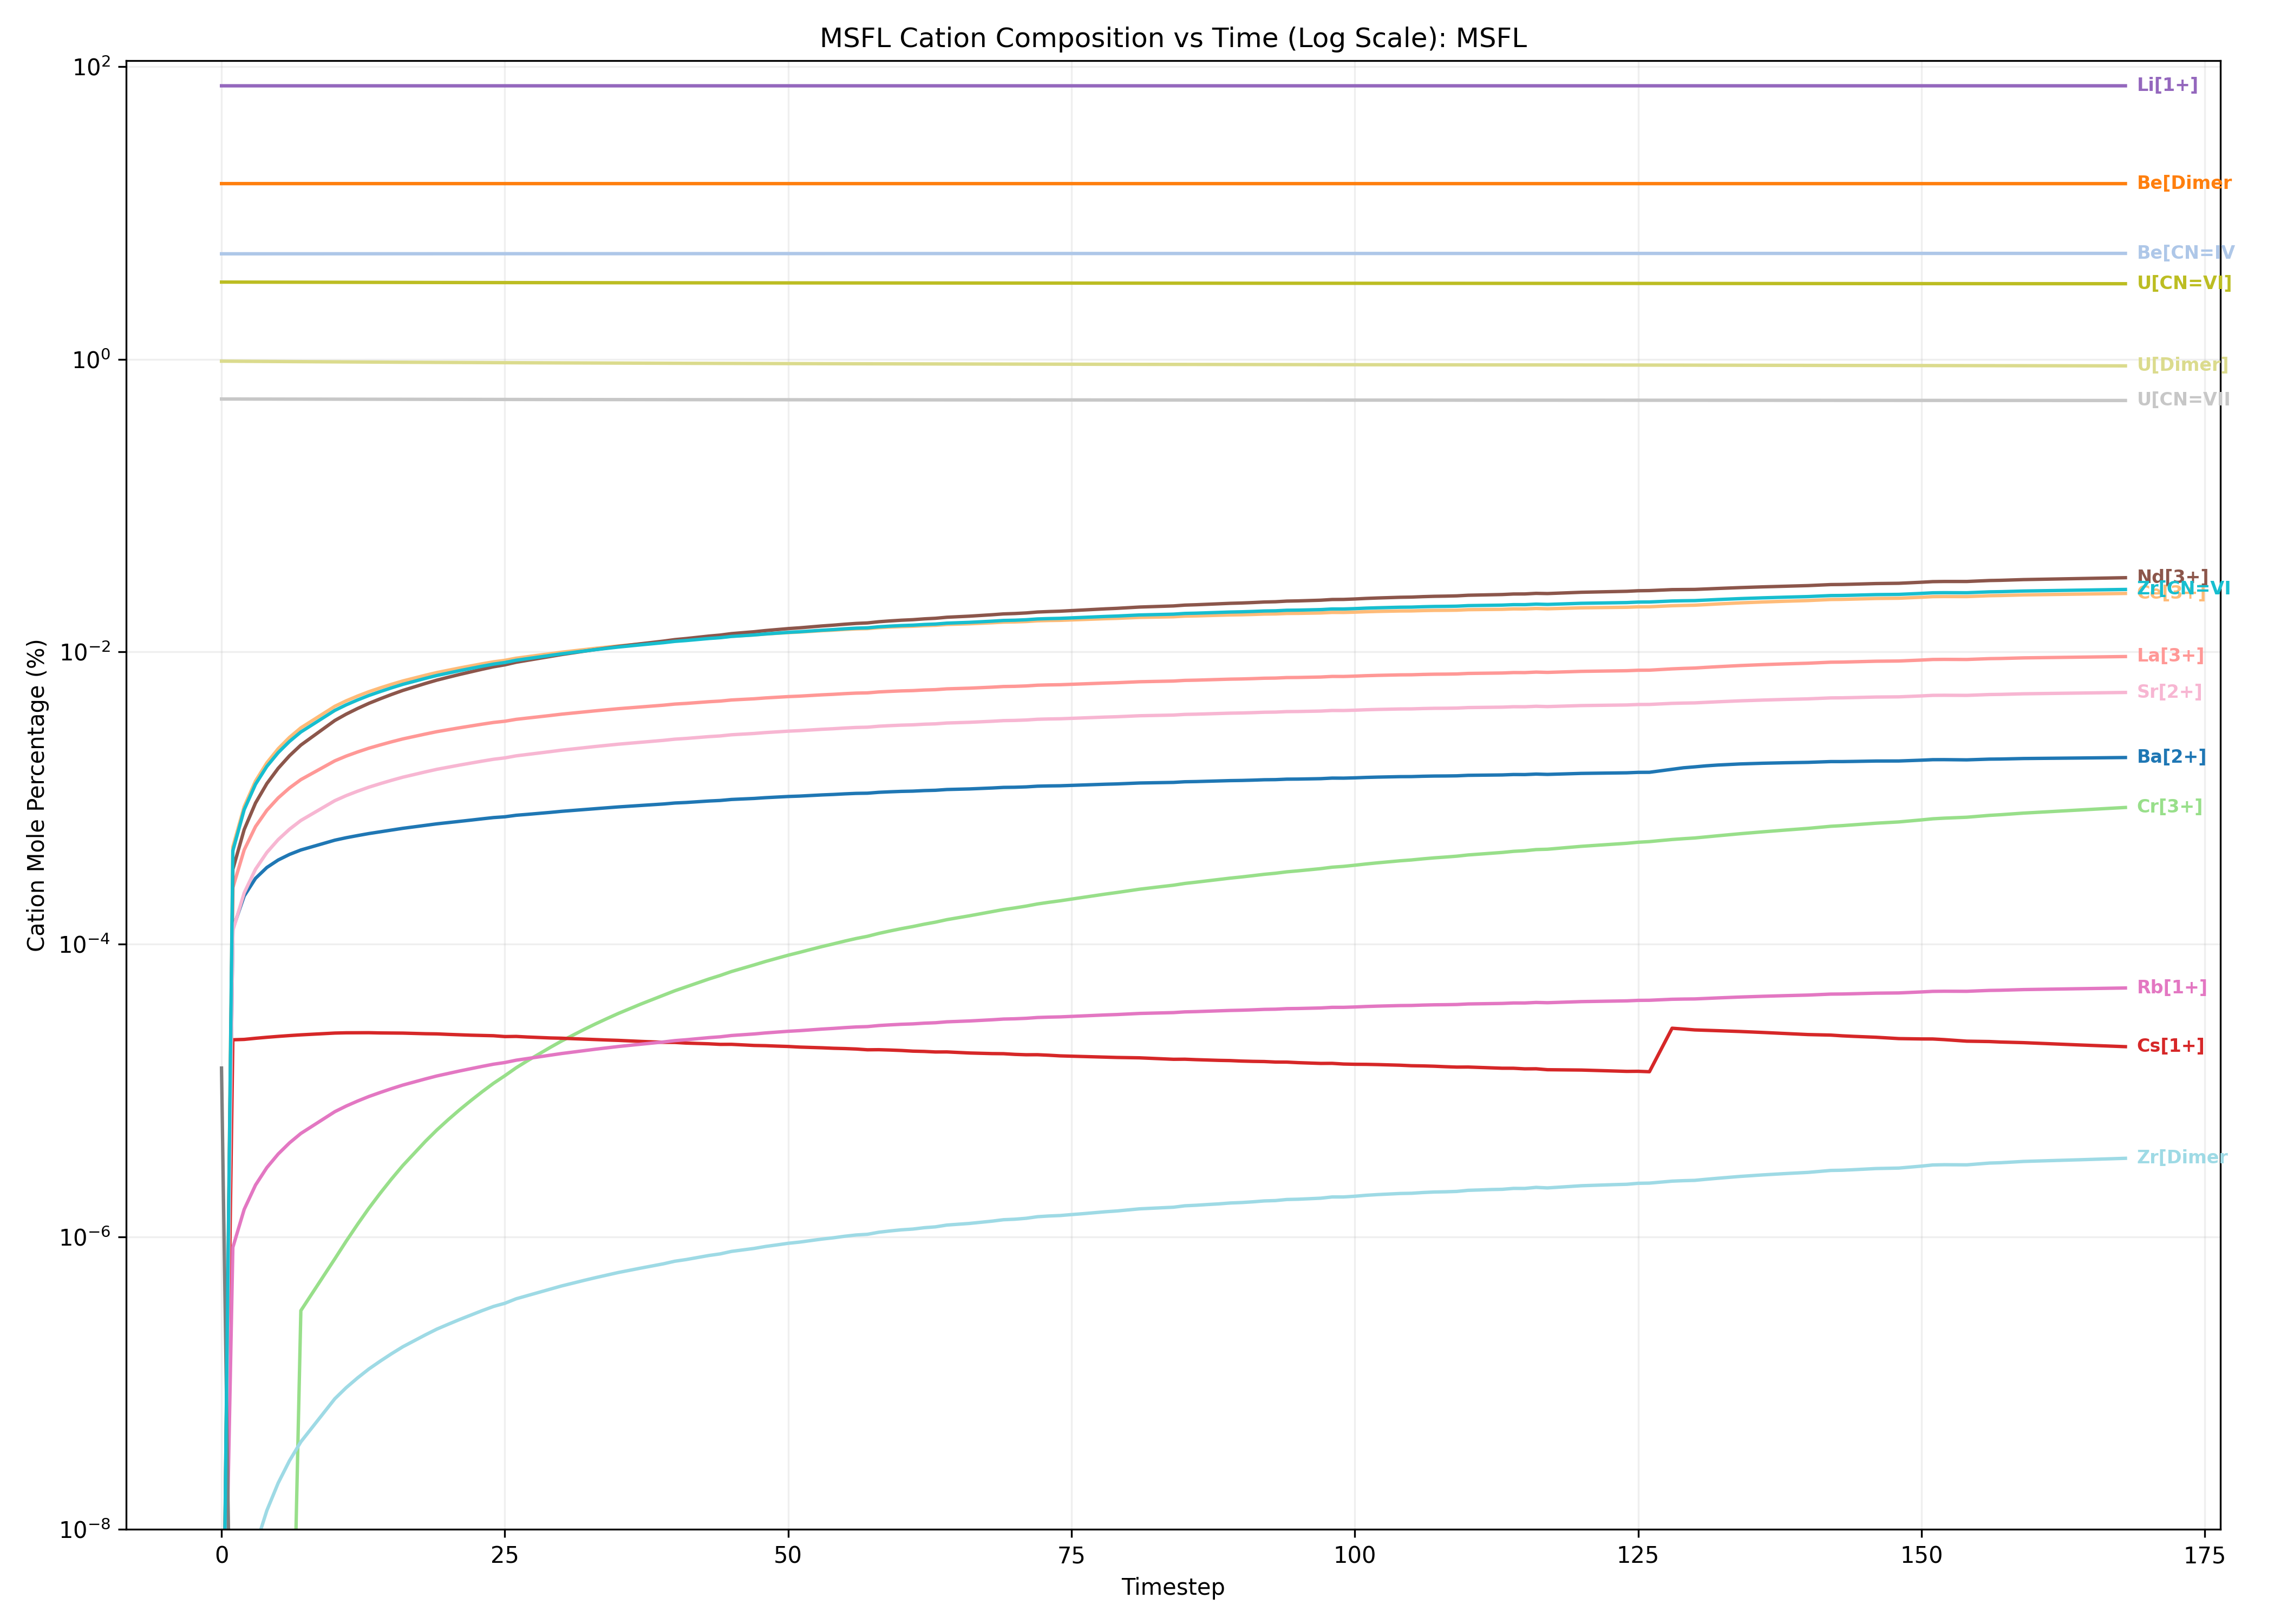 MSFL Cation Composition vs Time (Log Scale): MSFL
Cation Mole Percentage (%)
10²
10⁰
10⁻²
10⁻⁴
10⁻⁶
10⁻⁸
Li[1+]
Be[Dimer
Be[CN=IV
U[CN=VI]
U[Dimer]
U[CN=VII
Nd[3+]
Zr[CN=VI
Ce[3+]
La[3+]
Sr[2+]
Ba[2+]
Cr[3+]
Rb[1+]
Cs[1+]
Zr[Dimer
0 25 50 75 100 125 150 175
Timestep